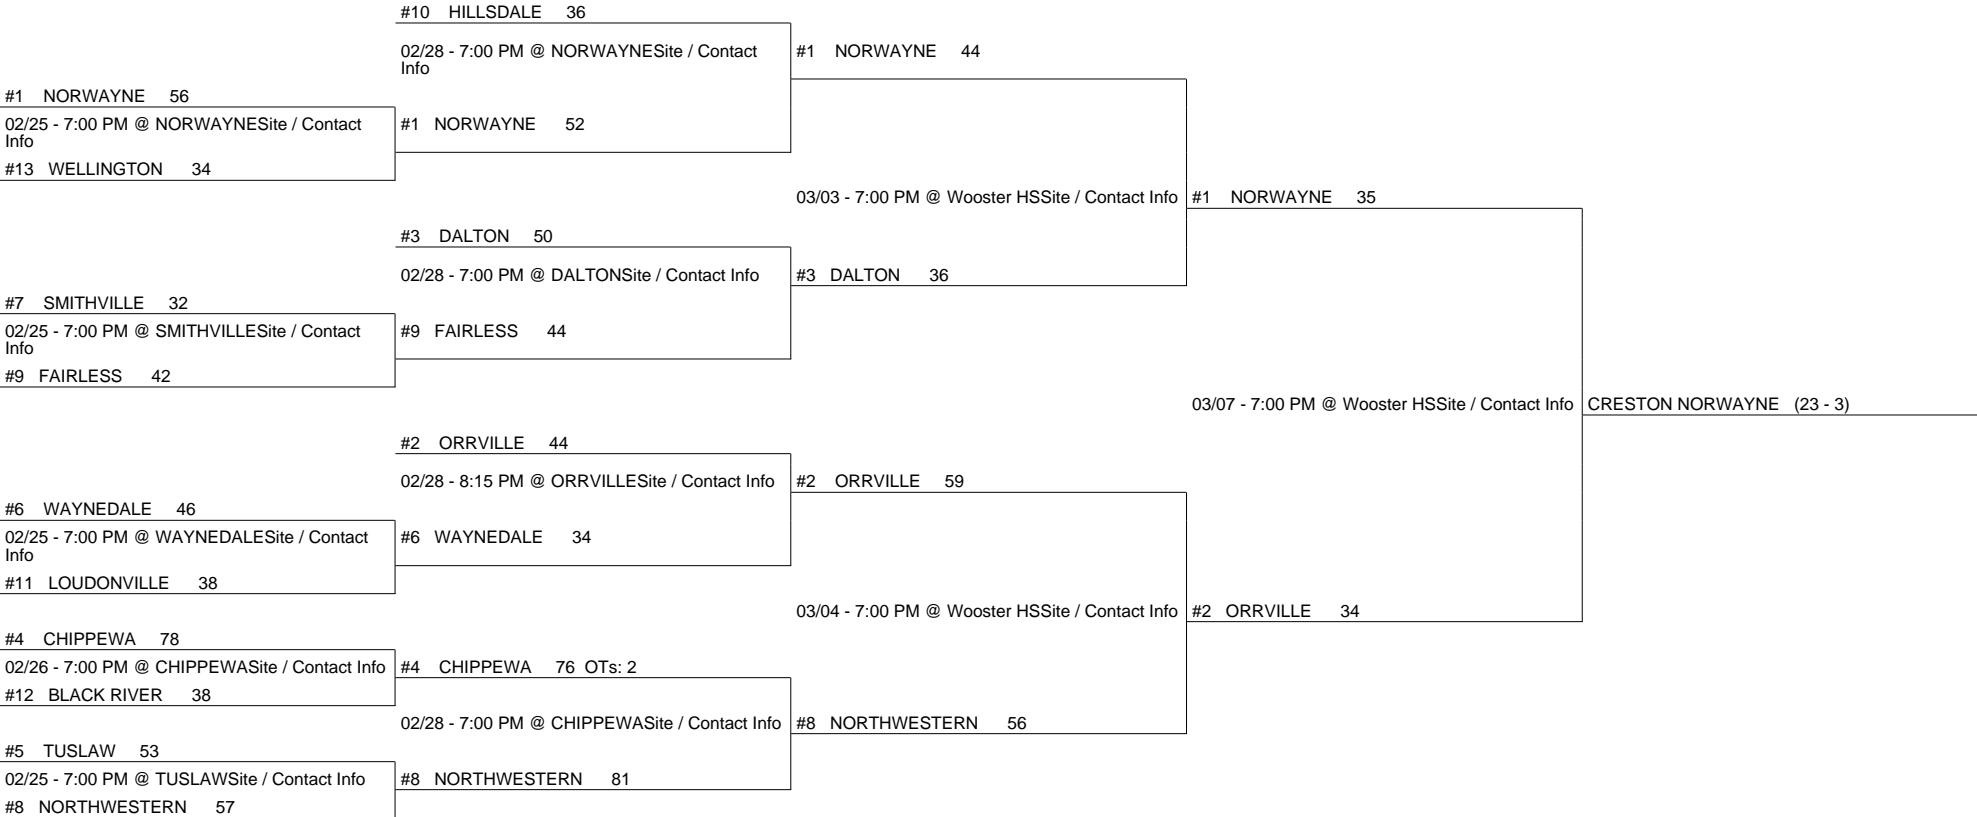 #10 HILLSDALE 36
02/28 - 7:00 PM @ NORWAYNESite / Contact
Info
#1 NORWAYNE 44
#1 NORWAYNE 56
02/25 - 7:00 PM @ NORWAYNESite / Contact
Info
#1 NORWAYNE 52
#13 WELLINGTON 34
03/03 - 7:00 PM @ Wooster HSSite / Contact Info
#1 NORWAYNE 35
#3 DALTON 50
02/28 - 7:00 PM @ DALTONSite / Contact Info
#3 DALTON 36
#7 SMITHVILLE 32
02/25 - 7:00 PM @ SMITHVILLESite / Contact
Info
#9 FAIRLESS 44
#9 FAIRLESS 42
03/07 - 7:00 PM @ Wooster HSSite / Contact Info
CRESTON NORWAYNE (23 - 3)
#2 ORRVILLE 44
02/28 - 8:15 PM @ ORRVILLESite / Contact Info
#2 ORRVILLE 59
#6 WAYNEDALE 46
02/25 - 7:00 PM @ WAYNEDALESite / Contact
Info
#6 WAYNEDALE 34
#11 LOUDONVILLE 38
03/04 - 7:00 PM @ Wooster HSSite / Contact Info
#2 ORRVILLE 34
#4 CHIPPEWA 78
02/26 - 7:00 PM @ CHIPPEWASite / Contact Info
#4 CHIPPEWA 76 OTs: 2
#12 BLACK RIVER 38
02/28 - 7:00 PM @ CHIPPEWASite / Contact Info
#8 NORTHWESTERN 56
#5 TUSLAW 53
02/25 - 7:00 PM @ TUSLAWSite / Contact Info
#8 NORTHWESTERN 81
#8 NORTHWESTERN 57